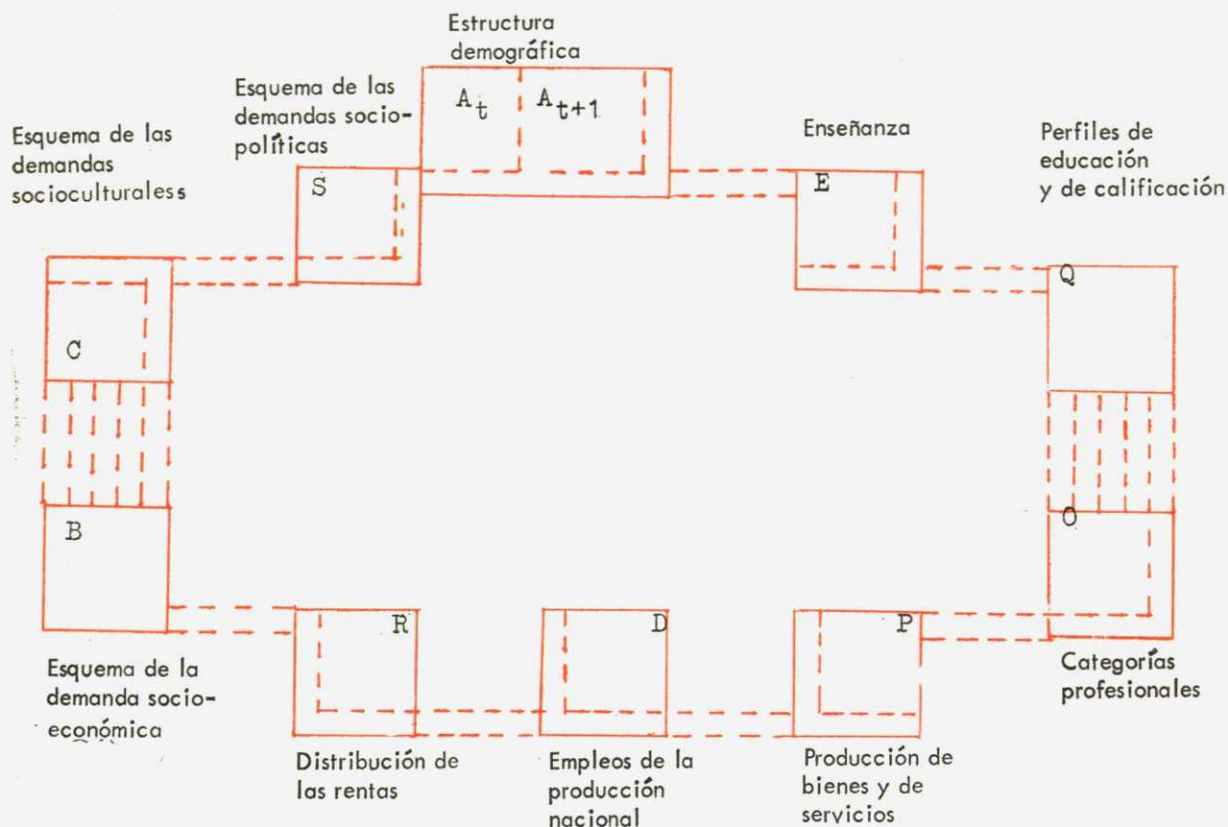 Estructura
demográfica
A_t
A_{t+1}
Esquema de las
demandas socio-
políticas
S
Esquema de las
demandas
socioculturaless
C
Enseñanza
E
Perfiles de
educación
y de calificación
Q
B
Esquema de la
demanda socio-
económica
R
Distribución de
las rentas
D
Empleos de la
producción
nacional
P
Producción de
bienes y de
servicios
O
Categorías
profesionales